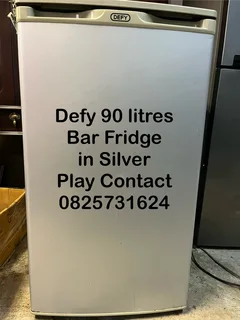 DEFY
Defy 90 litres
Bar Fridge
in Silver
Play Contact
0825731624